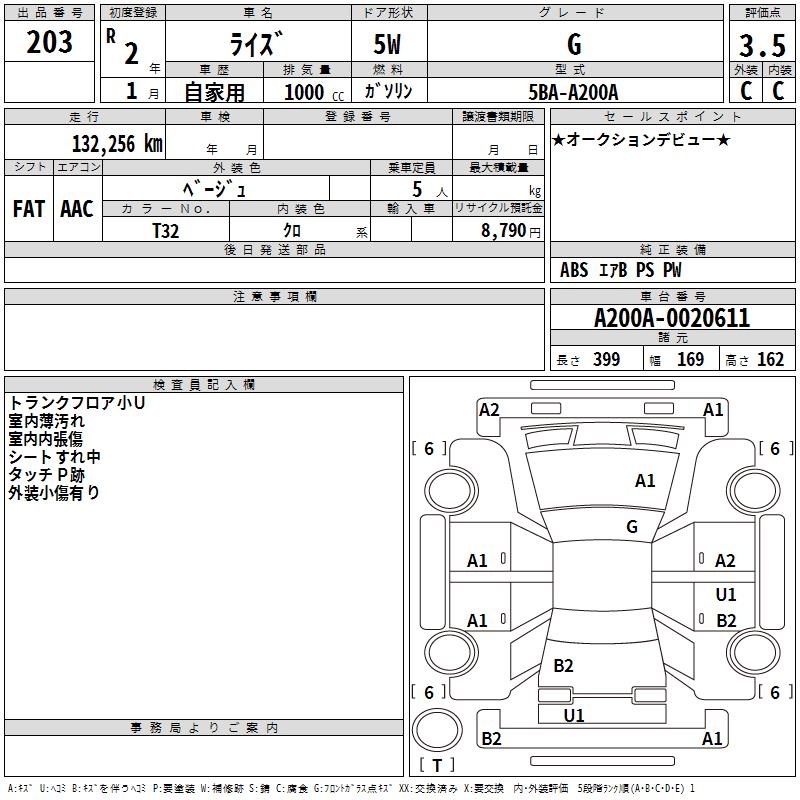 出品番号 初度登録 車名 ドア形状 グレード 評価点
203 R 2年 ライズ 5W G 3.5
車歴 排気量 燃料 型式 外装 内装
1月 自家用 1000 CC ガソリン 5BA-A200A C C
走行 車検 登録番号 譲渡書類期限 セールスポイント
132,256 km 年 月 月 日 ★オークションデビュー★
シフト エアコン 外装色 乗車定員 最大積載量
FAT AAC ベージュ 5人 kg
カラーNo. 内装色 輸入車 リサイクル預託金
T32 クロ 系 8,790円
後日発送部品 純正装備
ABS エアB PS PW
注意事項欄 車台番号
A200A-0020611
諸元
長さ 399 幅 169 高さ 162
検査員記入欄
トランクフロア小U
室内薄汚れ
室内内張傷
シートすれ中
タッチP跡
外装小傷有り
事務局よりご案内
A2 A1
[ 6 ] [ 6 ]
A1
G
A1 A2
U1
A1 B2
B2
[ 6 ] [ 6 ]
U1
B2 A1
[ T ]
A:キズ U:ヘコミ B:キズを伴うヘコミ P:要塗装 W:補修跡 S:錆 C:腐食 G:フロントガラス点キズ XX:交換済み X:要交換 内・外装評価 5段階ランク順(A・B・C・D・E) 1